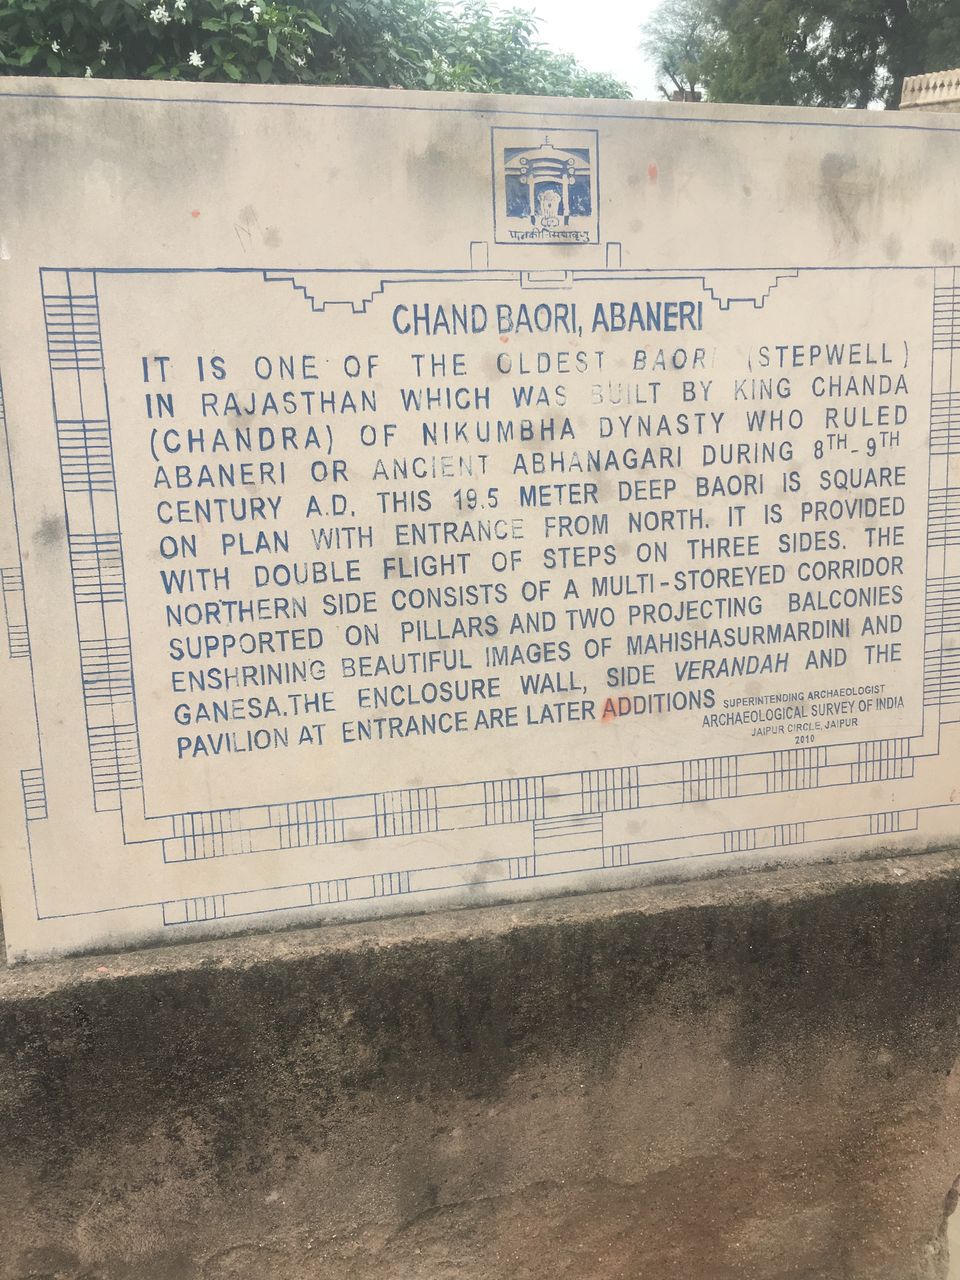 CHAND BAORI, ABANERI
IT IS ONE OF THE OLDEST BAORI (STEPWELL)
IN RAJASTHAN WHICH WAS BUILT BY KING CHANDA
(CHANDRA) OF NIKUMBHA DYNASTY WHO RULED
ABANERI OR ANCIENT ABHANAGARI DURING 8TH-9TH
CENTURY A.D. THIS 19.5 METER DEEP BAORI IS SQUARE
ON PLAN WITH ENTRANCE FROM NORTH. IT IS PROVIDED
WITH DOUBLE FLIGHT OF STEPS ON THREE SIDES. THE
NORTHERN SIDE CONSISTS OF A MULTI-STOREYED CORRIDOR
SUPPORTED ON PILLARS AND TWO PROJECTING BALCONIES
ENSHRINING BEAUTIFUL IMAGES OF MAHISHASURMARDINI AND
GANESA.THE ENCLOSURE WALL, SIDE VERANDAH AND THE
PAVILION AT ENTRANCE ARE LATER ADDITIONS
SUPERINTENDING ARCHAEOLOGIST
ARCHAEOLOGICAL SURVEY OF INDIA
JAIPUR CIRCLE, JAIPUR
2010